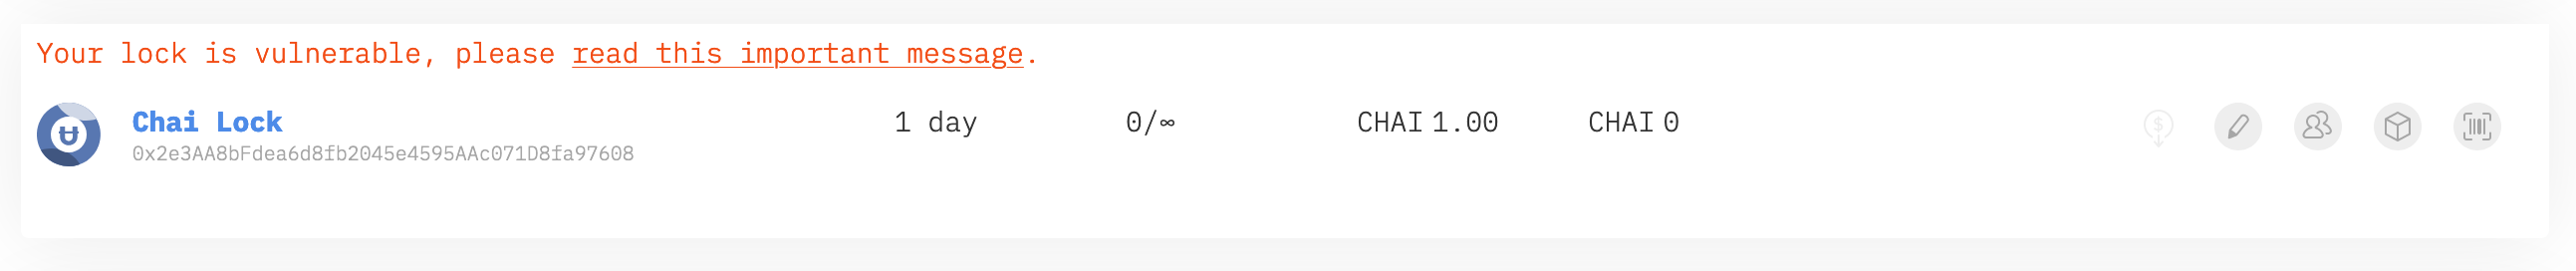 Your lock is vulnerable, please read this important message.
Chai Lock 1 day 0/∞ CHAI 1.00 CHAI 0
0x2e3AA8bFdea6d8fb2045e4595AAc071D8fa97608